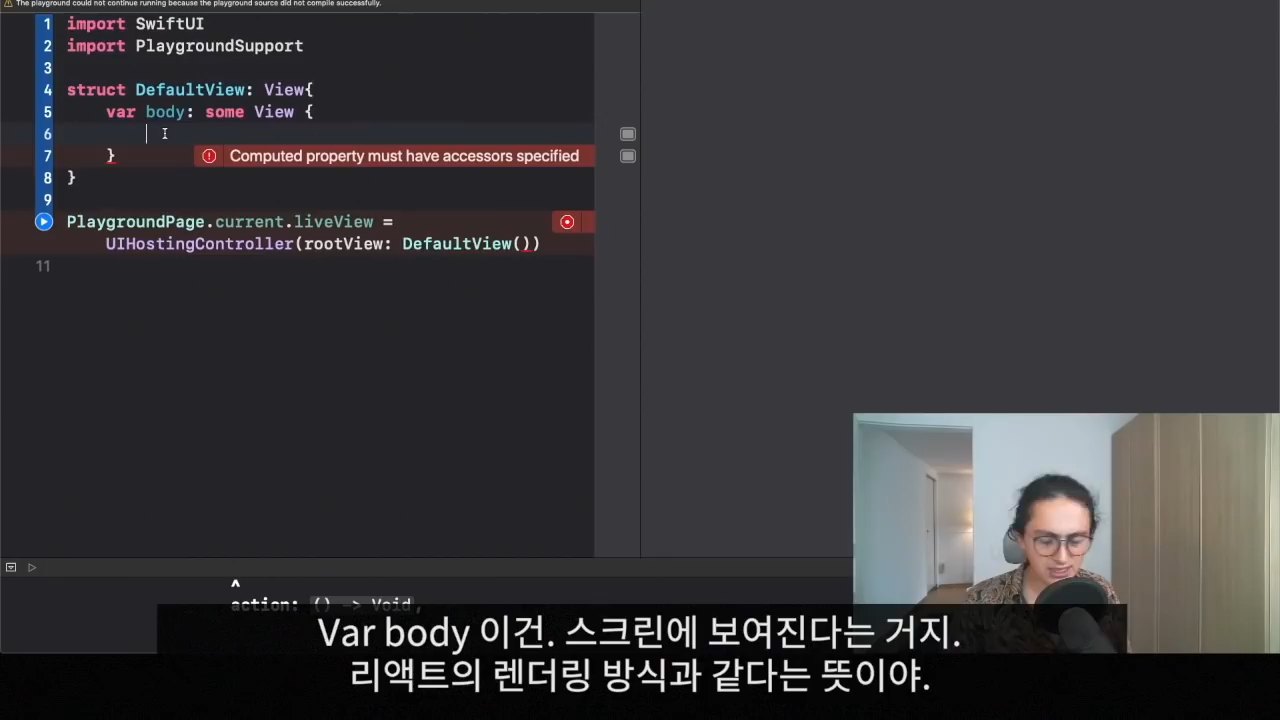 The playground could not continue running because the playground source did not compile successfully.
1 import SwiftUI
2 import PlaygroundSupport
3
4 struct DefaultView: View{
5 var body: some View {
6
7 } Computed property must have accessors specified
8 }
9
PlaygroundPage.current.liveView =
UIHostingController(rootView: DefaultView())
11
^
action: () -> Void,
Var body 이건. 스크린에 보여진다는 거지.
리액트의 렌더링 방식과 같다는 뜻이야.